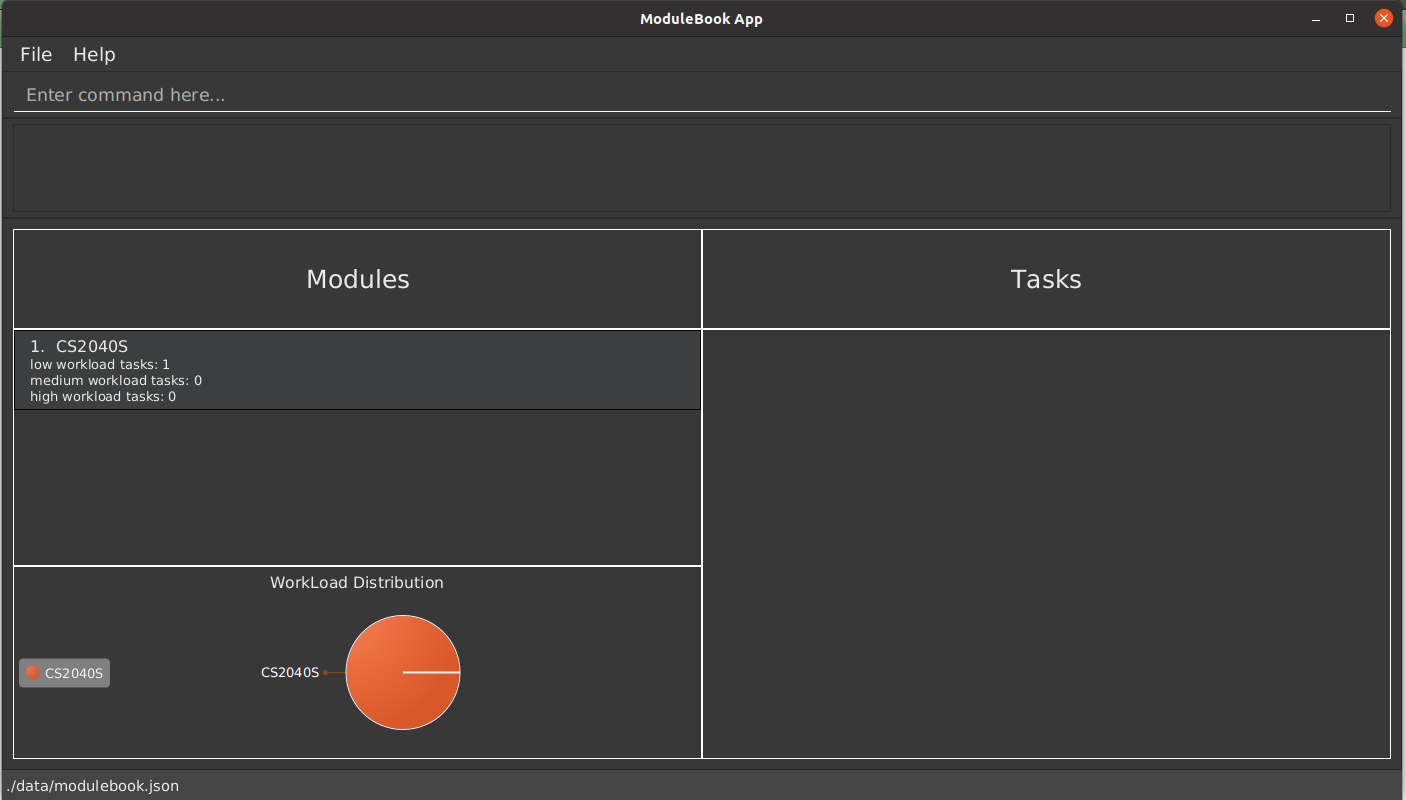 ModuleBook App
File Help
Enter command here...
Modules
Tasks
1. CS2040S
low workload tasks: 1
medium workload tasks: 0
high workload tasks: 0
WorkLoad Distribution
CS2040S
CS2040S
./data/modulebook.json